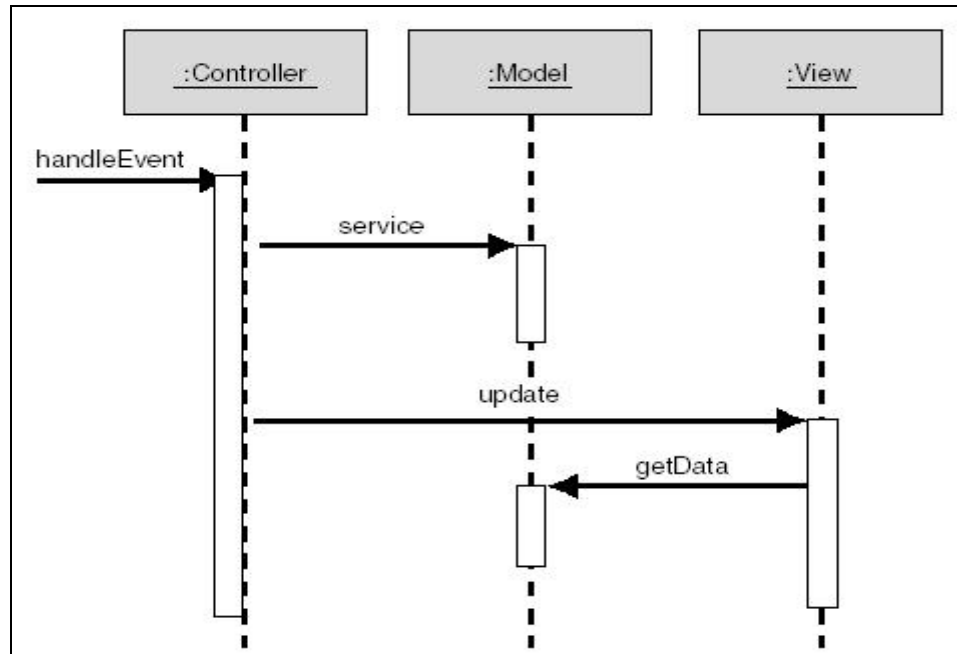 :Controller
:Model
:View
handleEvent
service
update
getData